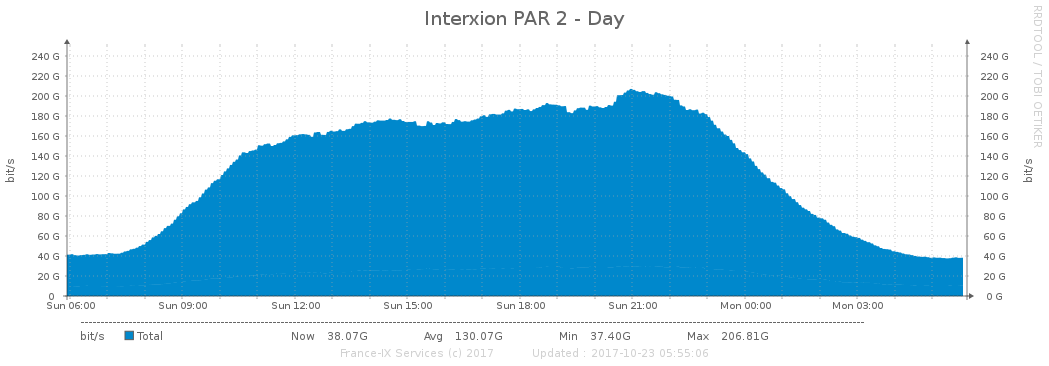 Interxion PAR 2 - Day
RRDTOOL / TOBI OETIKER
bit/s
240 G 240 G
220 G 220 G
200 G 200 G
180 G 180 G
160 G 160 G
140 G 140 G
120 G 120 G
100 G 100 G
80 G 80 G
60 G 60 G
40 G 40 G
20 G 20 G
0 0 G
bit/s
Sun 06:00 Sun 09:00 Sun 12:00 Sun 15:00 Sun 18:00 Sun 21:00 Mon 00:00 Mon 03:00
bit/s Total Now 38.07G Avg 130.07G Min 37.40G Max 206.81G
France-IX Services (c) 2017 Updated : 2017-10-23 05:55:06